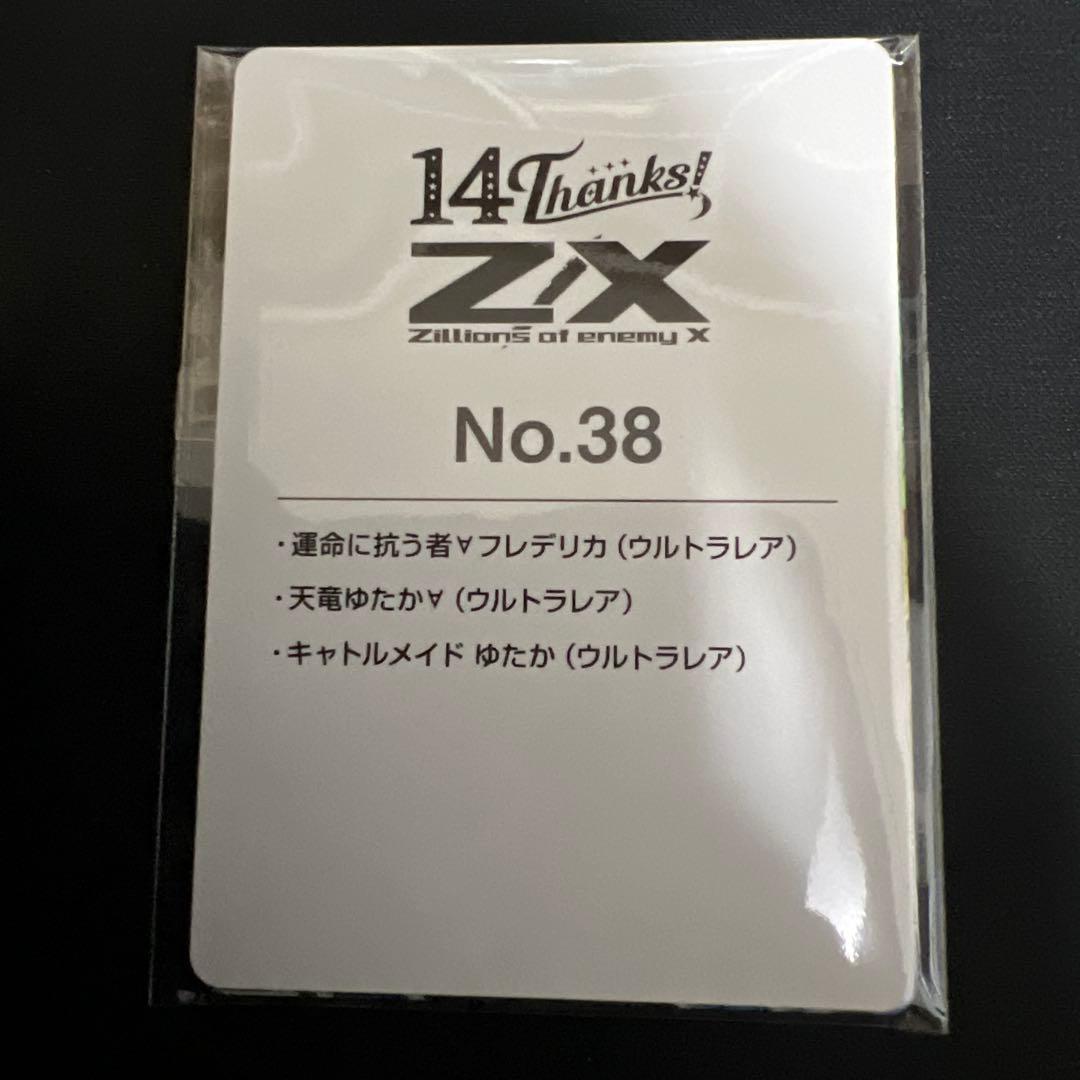 14Thanks!
Z/X
Zillions of enemy X
No.38
・運命に抗う者∀フレデリカ（ウルトラレア）
・天竜ゆたか∀（ウルトラレア）
・キャトルメイド ゆたか（ウルトラレア）